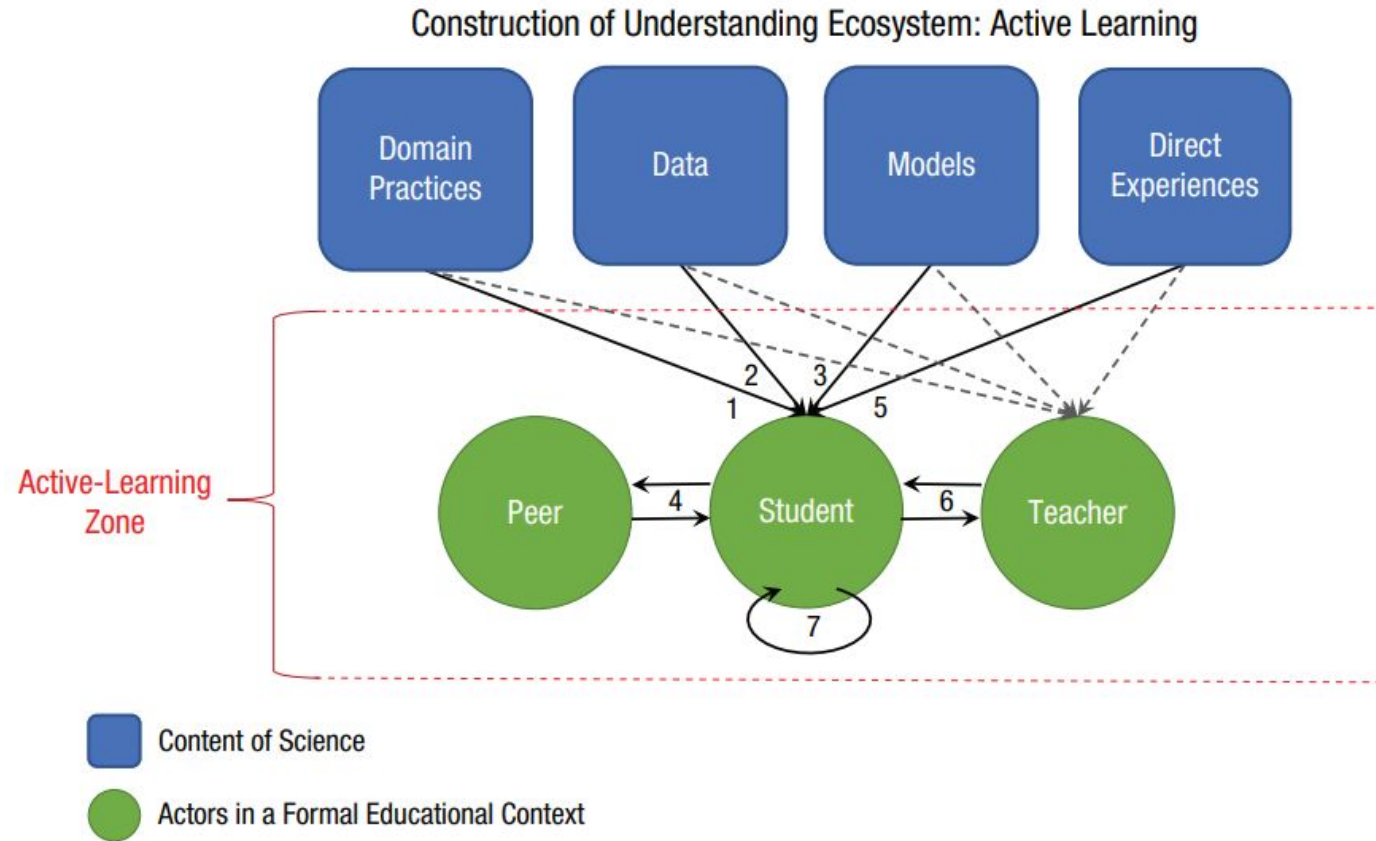 Construction of Understanding Ecosystem: Active Learning
Domain
Practices
Data
Models
Direct
Experiences
2
3
1
5
Active-Learning
Zone
Peer
4
Student
6
Teacher
7
Content of Science
Actors in a Formal Educational Context